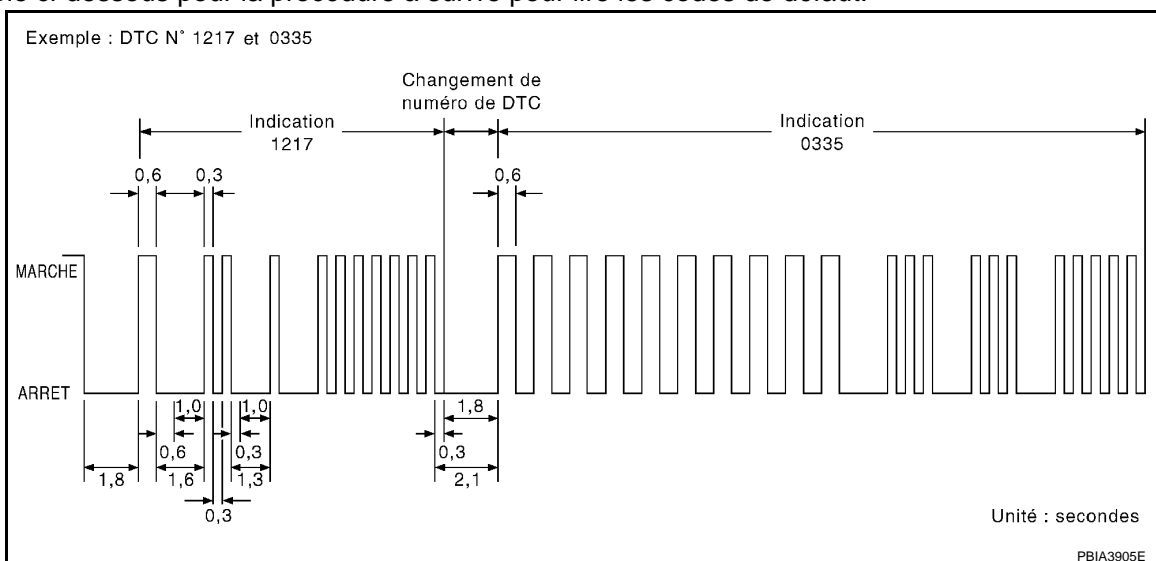 Exemple : DTC N° 1217 et 0335
Changement de
numéro de DTC
Indication
1217
Indication
0335
0,6
0,3
0,6
MARCHE
ARRET
1,0
1,0
1,8
0,6
0,3
0,3
1,8
1,6
1,3
2,1
0,3
Unité : secondes
PBIA3905E